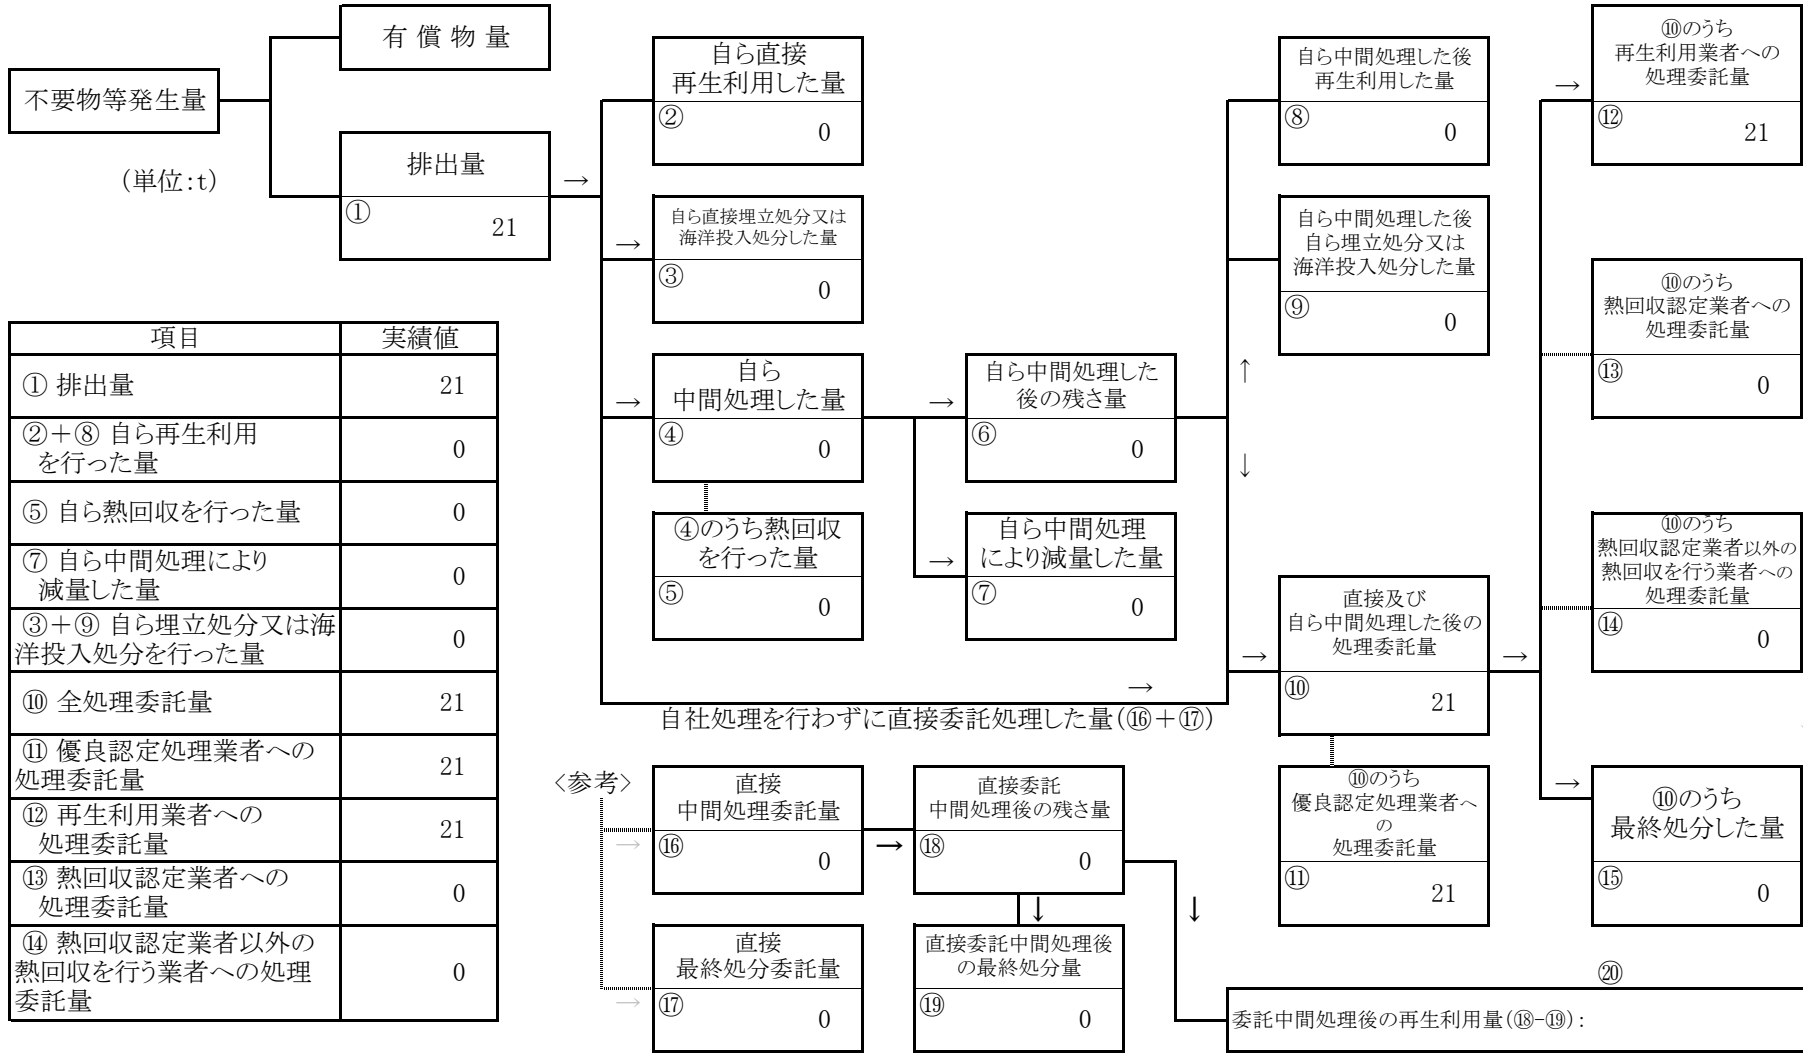 不要物等発生量
(単位:t)
有 償 物 量
排出量
①
21
→
自ら直接
再生利用した量
②
0
→
自ら直接埋立処分又は
海洋投入処分した量
③
0
→
自ら
中間処理した量
④
0
④のうち熱回収
を行った量
⑤
0
→
自ら中間処理した
後の残さ量
⑥
0
→
自ら中間処理
により減量した量
⑦
0
↑
↓
自ら中間処理した後
再生利用した量
⑧
0
自ら中間処理した後
自ら埋立処分又は
海洋投入処分した量
⑨
0
→
自社処理を行わずに直接委託処理した量(⑯+⑰)
→
直接及び
自ら中間処理した後の
処理委託量
⑩
21
⑩のうち
優良認定処理業者へ
の
処理委託量
⑪
21
→
→
⑩のうち
再生利用業者への
処理委託量
⑫
21
⑩のうち
熱回収認定業者への
処理委託量
⑬
0
⑩のうち
熱回収認定業者以外の
熱回収を行う業者への
処理委託量
⑭
0
→
⑩のうち
最終処分した量
⑮
0
項目 実績値
① 排出量 21
②+⑧ 自ら再生利用
を行った量 0
⑤ 自ら熱回収を行った量 0
⑦ 自ら中間処理により
減量した量 0
③+⑨ 自ら埋立処分又は海
洋投入処分を行った量 0
⑩ 全処理委託量 21
⑪ 優良認定処理業者への
処理委託量 21
⑫ 再生利用業者への
処理委託量 21
⑬ 熱回収認定業者への
処理委託量 0
⑭ 熱回収認定業者以外の
熱回収を行う業者への処理
委託量 0
<参考>
→
直接
中間処理委託量
⑯
0
→
直接委託
中間処理後の残さ量
⑱
0
→
直接
最終処分委託量
⑰
0
↓
直接委託中間処理後
の最終処分量
⑲
0
↓
⑳
委託中間処理後の再生利用量(⑱-⑲):